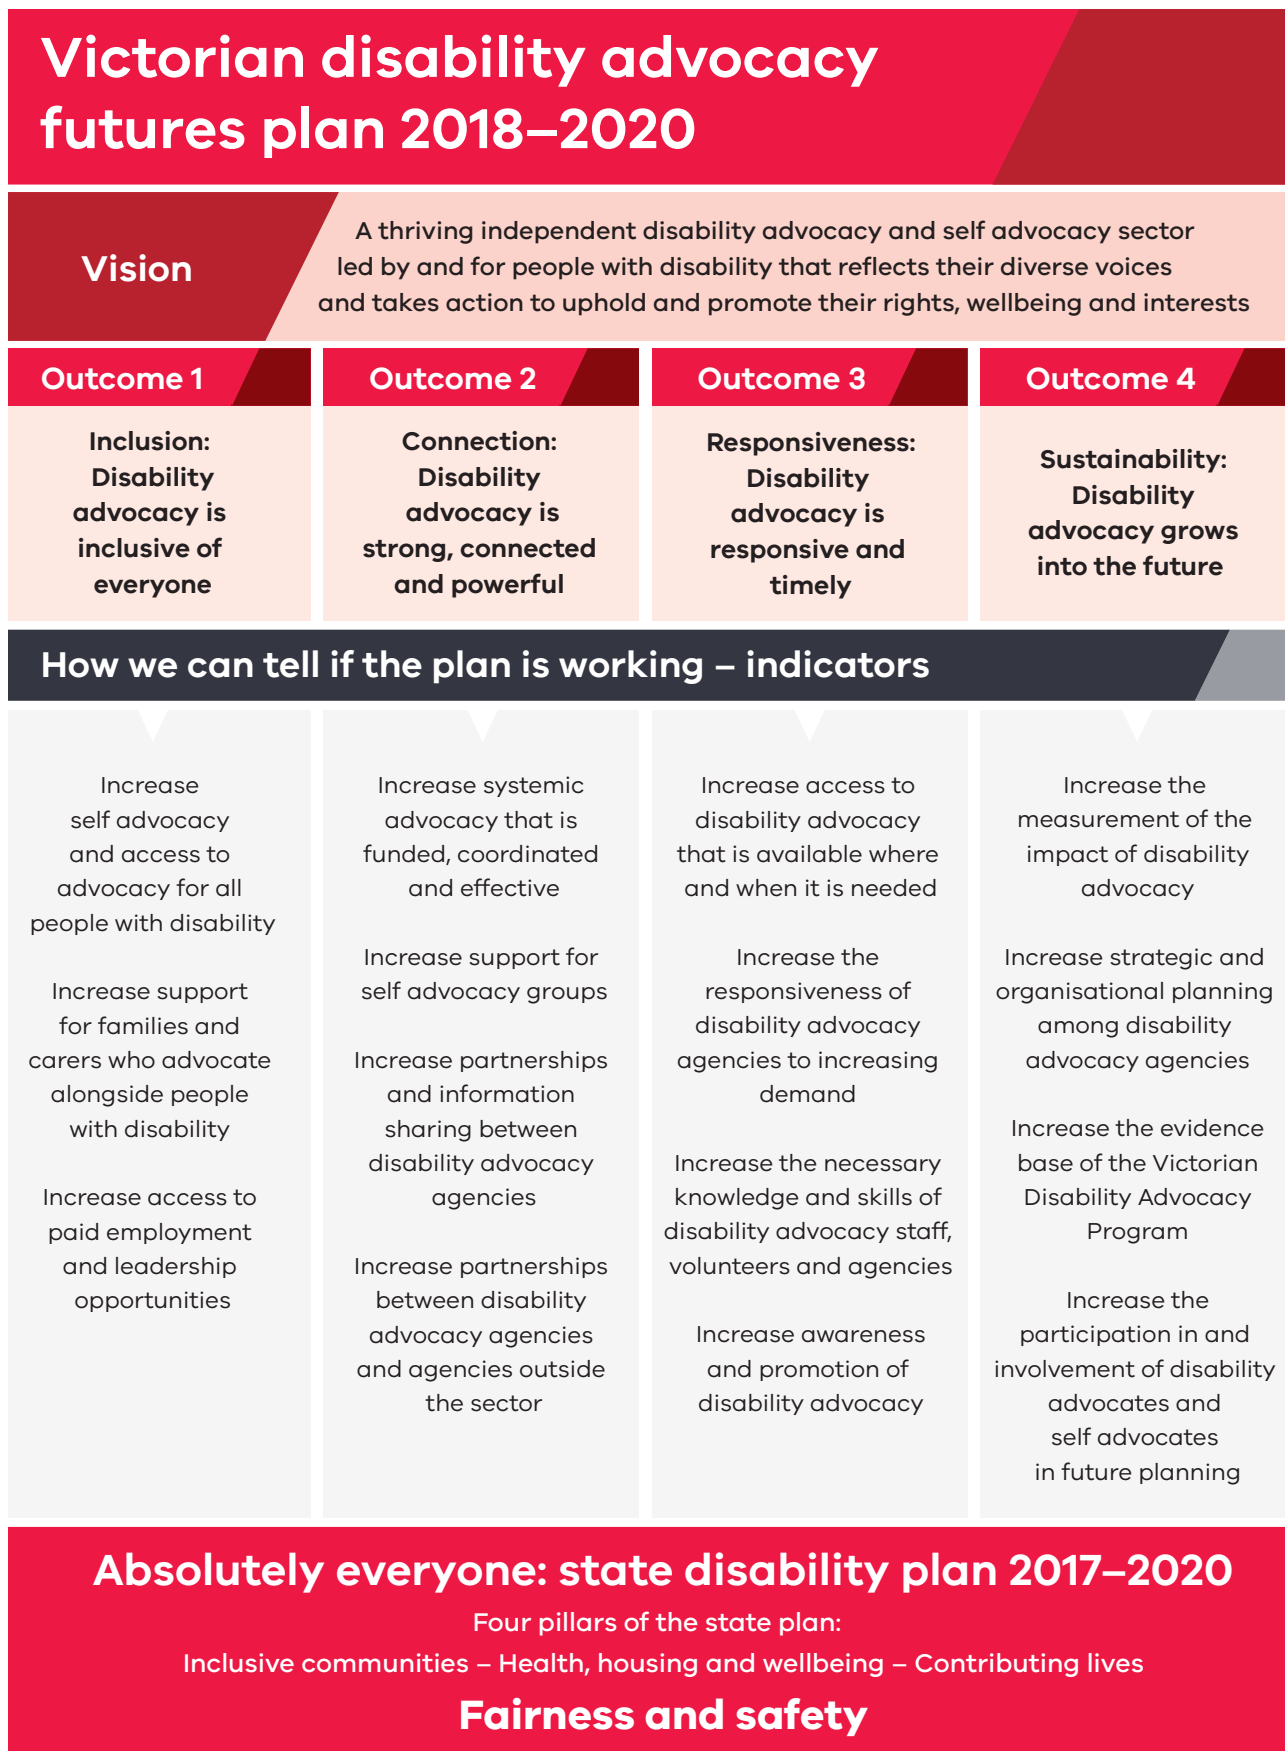 Victorian disability advocacy
futures plan 2018–2020
Vision
A thriving independent disability advocacy and self advocacy sector
led by and for people with disability that reflects their diverse voices
and takes action to uphold and promote their rights, wellbeing and interests
Outcome 1
Inclusion:
Disability
advocacy is
inclusive of
everyone
Outcome 2
Connection:
Disability
advocacy is
strong, connected
and powerful
Outcome 3
Responsiveness:
Disability
advocacy is
responsive and
timely
Outcome 4
Sustainability:
Disability
advocacy grows
into the future
How we can tell if the plan is working – indicators
Increase
self advocacy
and access to
advocacy for all
people with disability
Increase support
for families and
carers who advocate
alongside people
with disability
Increase access to
paid employment
and leadership
opportunities
Increase systemic
advocacy that is
funded, coordinated
and effective
Increase support for
self advocacy groups
Increase partnerships
and information
sharing between
disability advocacy
agencies
Increase partnerships
between disability
advocacy agencies
and agencies outside
the sector
Increase access to
disability advocacy
that is available where
and when it is needed
Increase the
responsiveness of
disability advocacy
agencies to increasing
demand
Increase the necessary
knowledge and skills of
disability advocacy staff,
volunteers and agencies
Increase awareness
and promotion of
disability advocacy
Increase the
measurement of the
impact of disability
advocacy
Increase strategic and
organisational planning
among disability
advocacy agencies
Increase the evidence
base of the Victorian
Disability Advocacy
Program
Increase the
participation in and
involvement of disability
advocates and
self advocates
in future planning
Absolutely everyone: state disability plan 2017–2020
Four pillars of the state plan:
Inclusive communities – Health, housing and wellbeing – Contributing lives
Fairness and safety